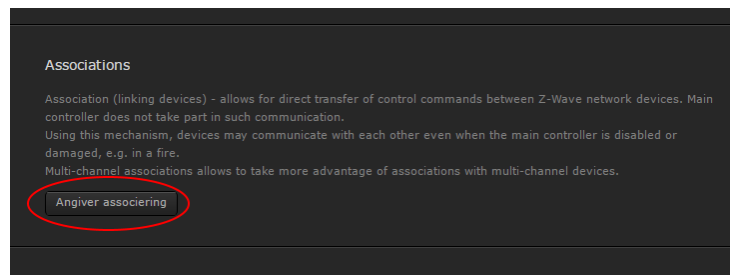 Associations
Association (linking devices) - allows for direct transfer of control commands between Z-Wave network devices. Main
controller does not take part in such communication.
Using this mechanism, devices may communicate with each other even when the main controller is disabled or
damaged, e.g. in a fire.
Multi-channel associations allows to take more advantage of associations with multi-channel devices.
Angiver associering